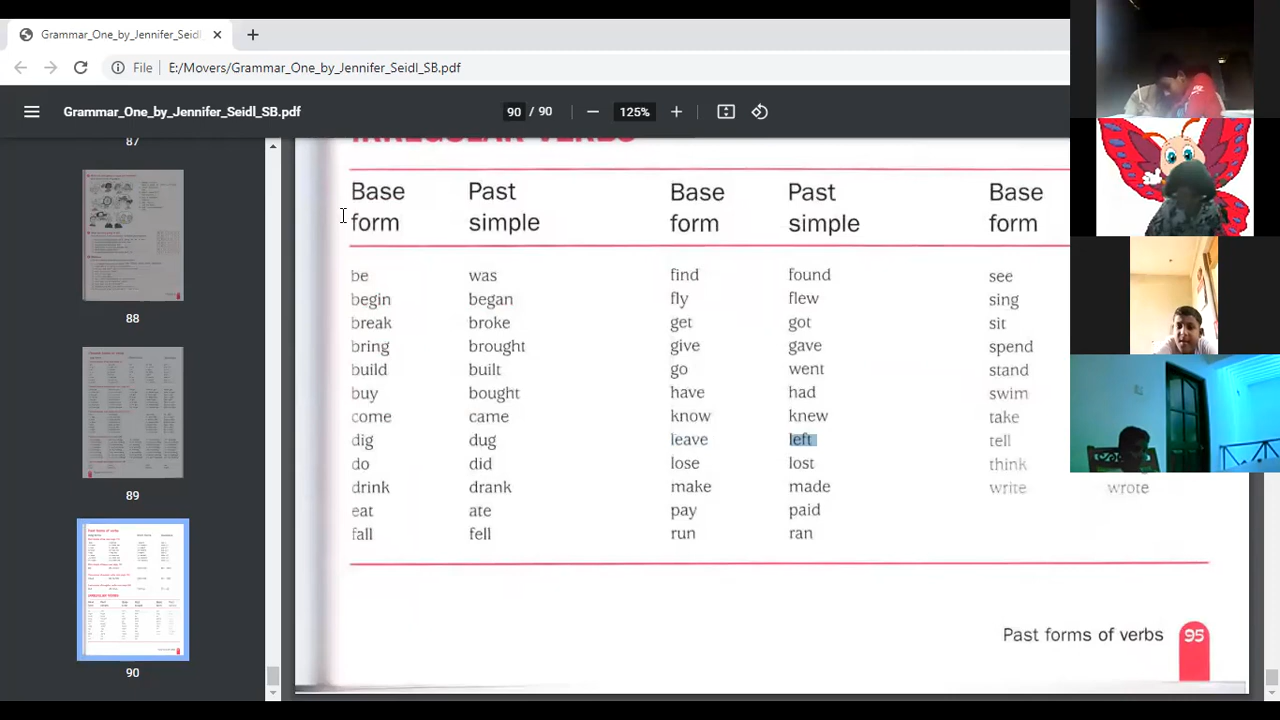 Grammar_One_by_Jennifer_Seidl
File E:/Movers/Grammar_One_by_Jennifer_Seidl_SB.pdf
Grammar_One_by_Jennifer_Seidl_SB.pdf 90 / 90 125%
87
88
89
90
IRREGULAR VERBS
Base form Past simple Base form Past simple Base form
be was find found see
begin began fly flew sing
break broke get got sit
bring brought give gave spend
build built go went stand
buy bought have had swim
come came know knew take
dig dug leave left tell
do did lose lost think
drink drank make made write wrote
eat ate pay paid
fall fell run ran
Past forms of verbs 95